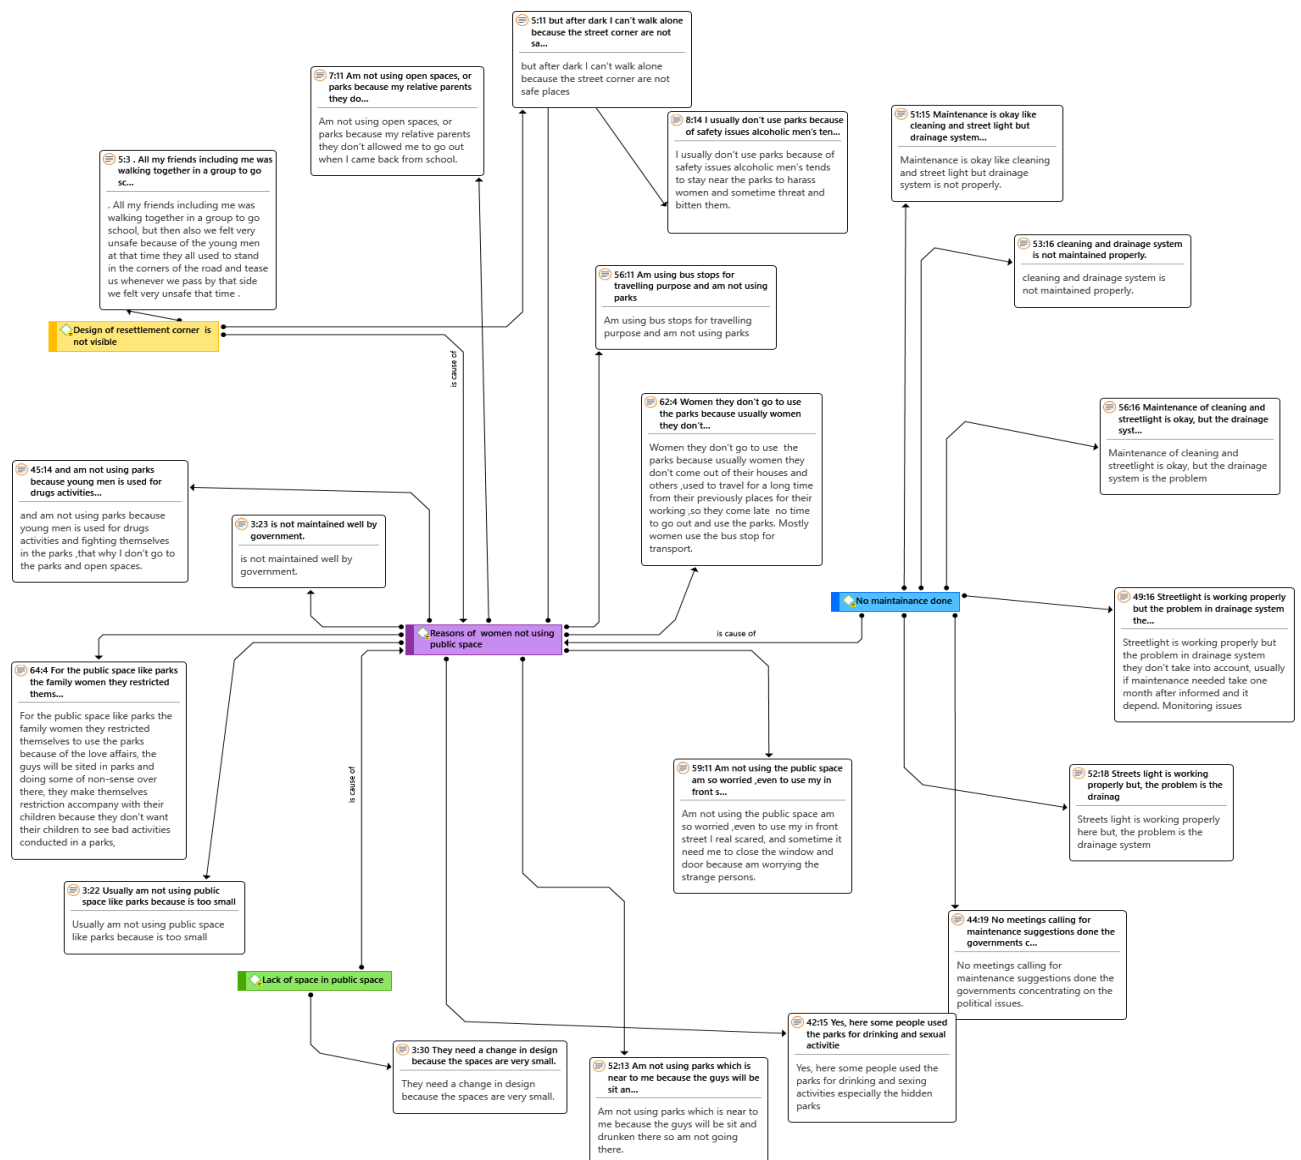 5:11 but after dark I can't walk alone
because the street corner are not
sa...
but after dark I can't walk alone
because the street corner are not
safe places
7:11 Am not using open spaces, or
parks because my relative parents
they do...
Am not using open spaces, or
parks because my relative parents
they don't allowed me to go out
when I came back from school.
8:14 I usually don't use parks because
of safety issues alcoholic men's ten...
I usually don't use parks because of
safety issues alcoholic men's tends
to stay near the parks to harass
women and sometime threat and
bitten them.
51:15 Maintenance is okay like
cleaning and street light but
drainage system...
Maintenance is okay like cleaning
and street light but drainage
system is not properly.
5:3 . All my friends including me was
walking together in a group to go
sc...
. All my friends including me was
walking together in a group to go
school, but then also we felt very
unsafe because of the young men
at that time they all used to stand
in the corners of the road and tease
us whenever we pass by that side
we felt very unsafe that time .
53:16 cleaning and drainage system
is not maintained properly.
cleaning and drainage system is
not maintained properly.
56:11 Am using bus stops for
travelling purpose and am not using
parks
Am using bus stops for travelling
purpose and am not using parks
Design of resettlement corner is
not visible
is cause of
62:4 Women they don't go to use
the parks because usually women
they don't...
Women they don't go to use the
parks because usually women they
don't come out of their houses and
others ,used to travel for a long time
from their previously places for their
working ,so they come late no time
to go out and use the parks. Mostly
women use the bus stop for
transport.
56:16 Maintenance of cleaning and
streetlight is okay, but the drainage
syst...
Maintenance of cleaning and
streetlight is okay, but the drainage
system is the problem
45:14 and am not using parks
because young men is used for
drugs activities...
and am not using parks because
young men is used for drugs
activities and fighting themselves
in the parks ,that why I don't go to
the parks and open spaces.
3:23 is not maintained well by
government.
is not maintained well by
government.
No maintainance done
49:16 Streetlight is working properly
but the problem in drainage system
the...
Streetlight is working properly but
the problem in drainage system
they don't take into account, usually
if maintenance needed take one
month after informed and it
depend. Monitoring issues
Reasons of women not using
public space
is cause of
64:4 For the public space like parks
the family women they restricted
thems...
For the public space like parks the
family women they restricted
themselves to use the parks
because of the love affairs, the
guys will be sited in parks and
doing some of non-sense over
there, they make themselves
restriction accompany with their
children because they don't want
their children to see bad activities
conducted in a parks,
is cause of
59:11 Am not using the public space
am so worried ,even to use my in
front s...
Am not using the public space am
so worried ,even to use my in front
street I real scared, and sometime it
need me to close the window and
door because am worrying the
strange persons.
52:18 Streets light is working
properly but, the problem is the
drainag
Streets light is working properly
here but, the problem is the
drainage system
3:22 Usually am not using public
space like parks because is too small
Usually am not using public space
like parks because is too small
44:19 No meetings calling for
maintenance suggestions done the
governments c...
No meetings calling for
maintenance suggestions done the
governments concentrating on the
political issues.
Lack of space in public space
42:15 Yes, here some people used
the parks for drinking and sexual
activitie
Yes, here some people used the
parks for drinking and sexing
activities especially the hidden
parks
3:30 They need a change in design
because the spaces are very small.
They need a change in design
because the spaces are very small.
52:13 Am not using parks which is
near to me because the guys will be
sit an...
Am not using parks which is near to
me because the guys will be sit and
drunken there so am not going
there.